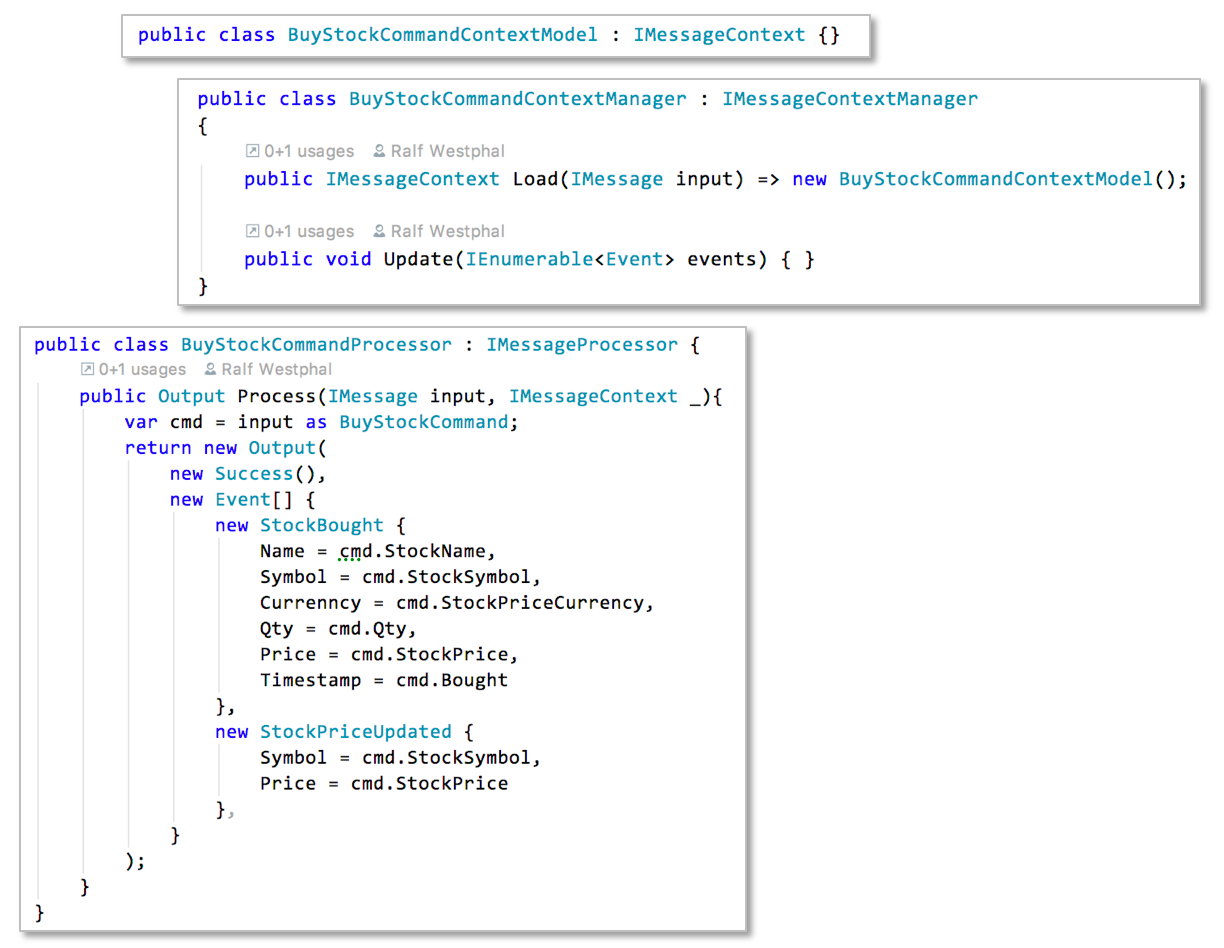 public class BuyStockCommandContextModel : IMessageContext {}
public class BuyStockCommandContextManager : IMessageContextManager
{
0+1 usages Ralf Westphal
public IMessageContext Load(IMessage input) => new BuyStockCommandContextModel();
0+1 usages Ralf Westphal
public void Update(IEnumerable<Event> events) { }
}
public class BuyStockCommandProcessor : IMessageProcessor {
0+1 usages Ralf Westphal
public Output Process(IMessage input, IMessageContext _){
var cmd = input as BuyStockCommand;
return new Output(
new Success(),
new Event[] {
new StockBought {
Name = cmd.StockName,
Symbol = cmd.StockSymbol,
Currenncy = cmd.StockPriceCurrency,
Qty = cmd.Qty,
Price = cmd.StockPrice,
Timestamp = cmd.Bought
},
new StockPriceUpdated {
Symbol = cmd.StockSymbol,
Price = cmd.StockPrice
},
}
);
}
}